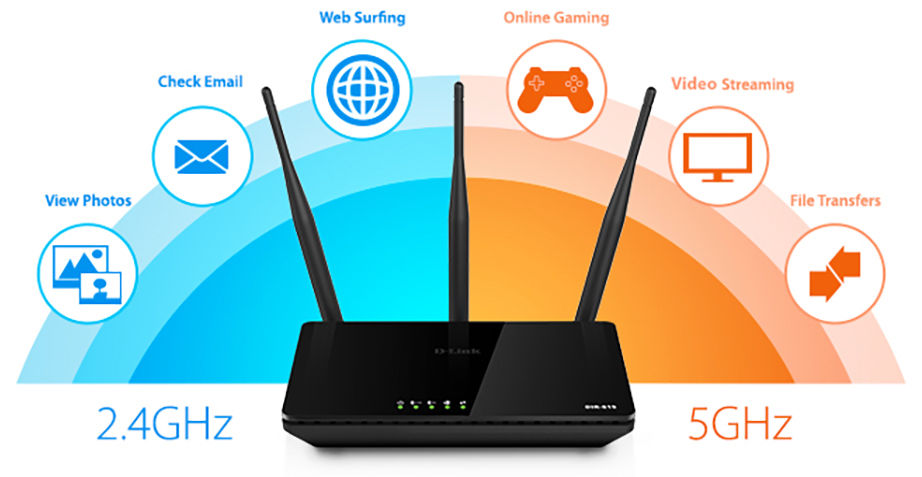 Web Surfing
Online Gaming
Check Email
Video Streaming
View Photos
File Transfers
D-Link
2.4GHz
5GHz